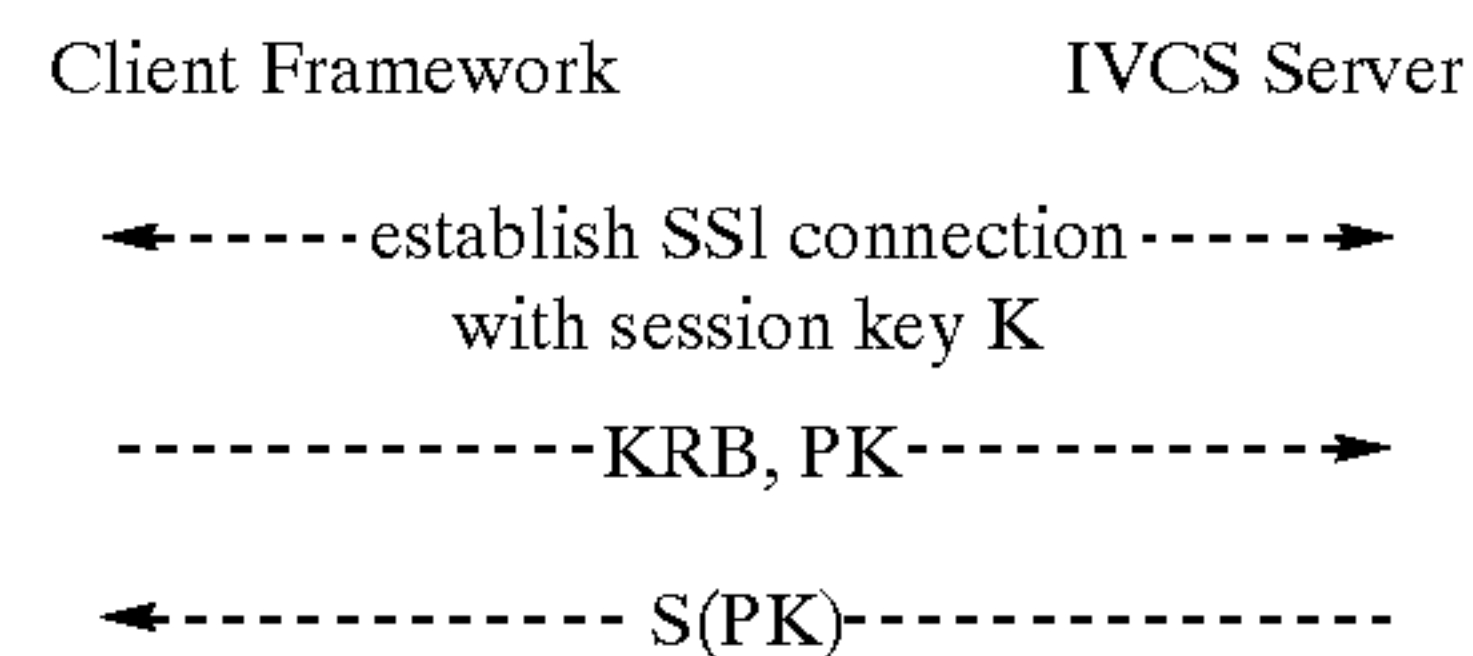 Client Framework IVCS Server
establish SSl connection
with session key K
KRB, PK
S(PK)